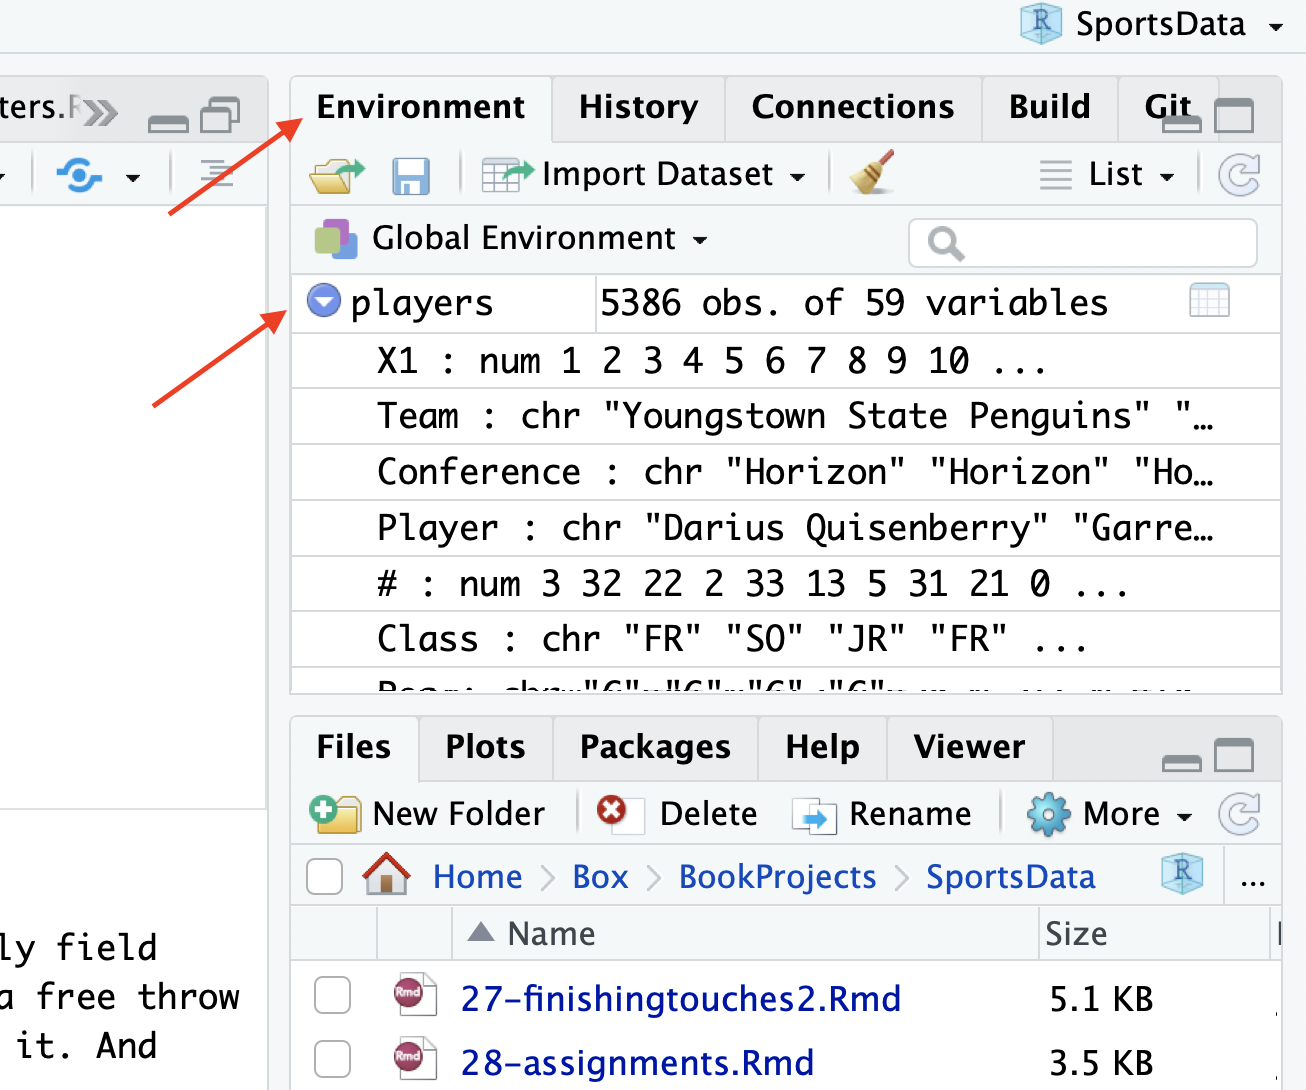 SportsData
ters.R
Environment History Connections Build Git
Import Dataset List
Global Environment
players 5386 obs. of 59 variables
X1 : num 1 2 3 4 5 6 7 8 9 10 ...
Team : chr "Youngstown State Penguins" "…
Conference : chr "Horizon" "Horizon" "Ho…
Player : chr "Darius Quisenberry" "Garre…
# : num 3 32 22 2 33 13 5 31 21 0 ...
Class : chr "FR" "SO" "JR" "FR" ...
Files Plots Packages Help Viewer
New Folder Delete Rename More
Home Box BookProjects SportsData ...
Name Size
27-finishingtouches2.Rmd 5.1 KB
28-assignments.Rmd 3.5 KB
ly field
a free throw
it. And